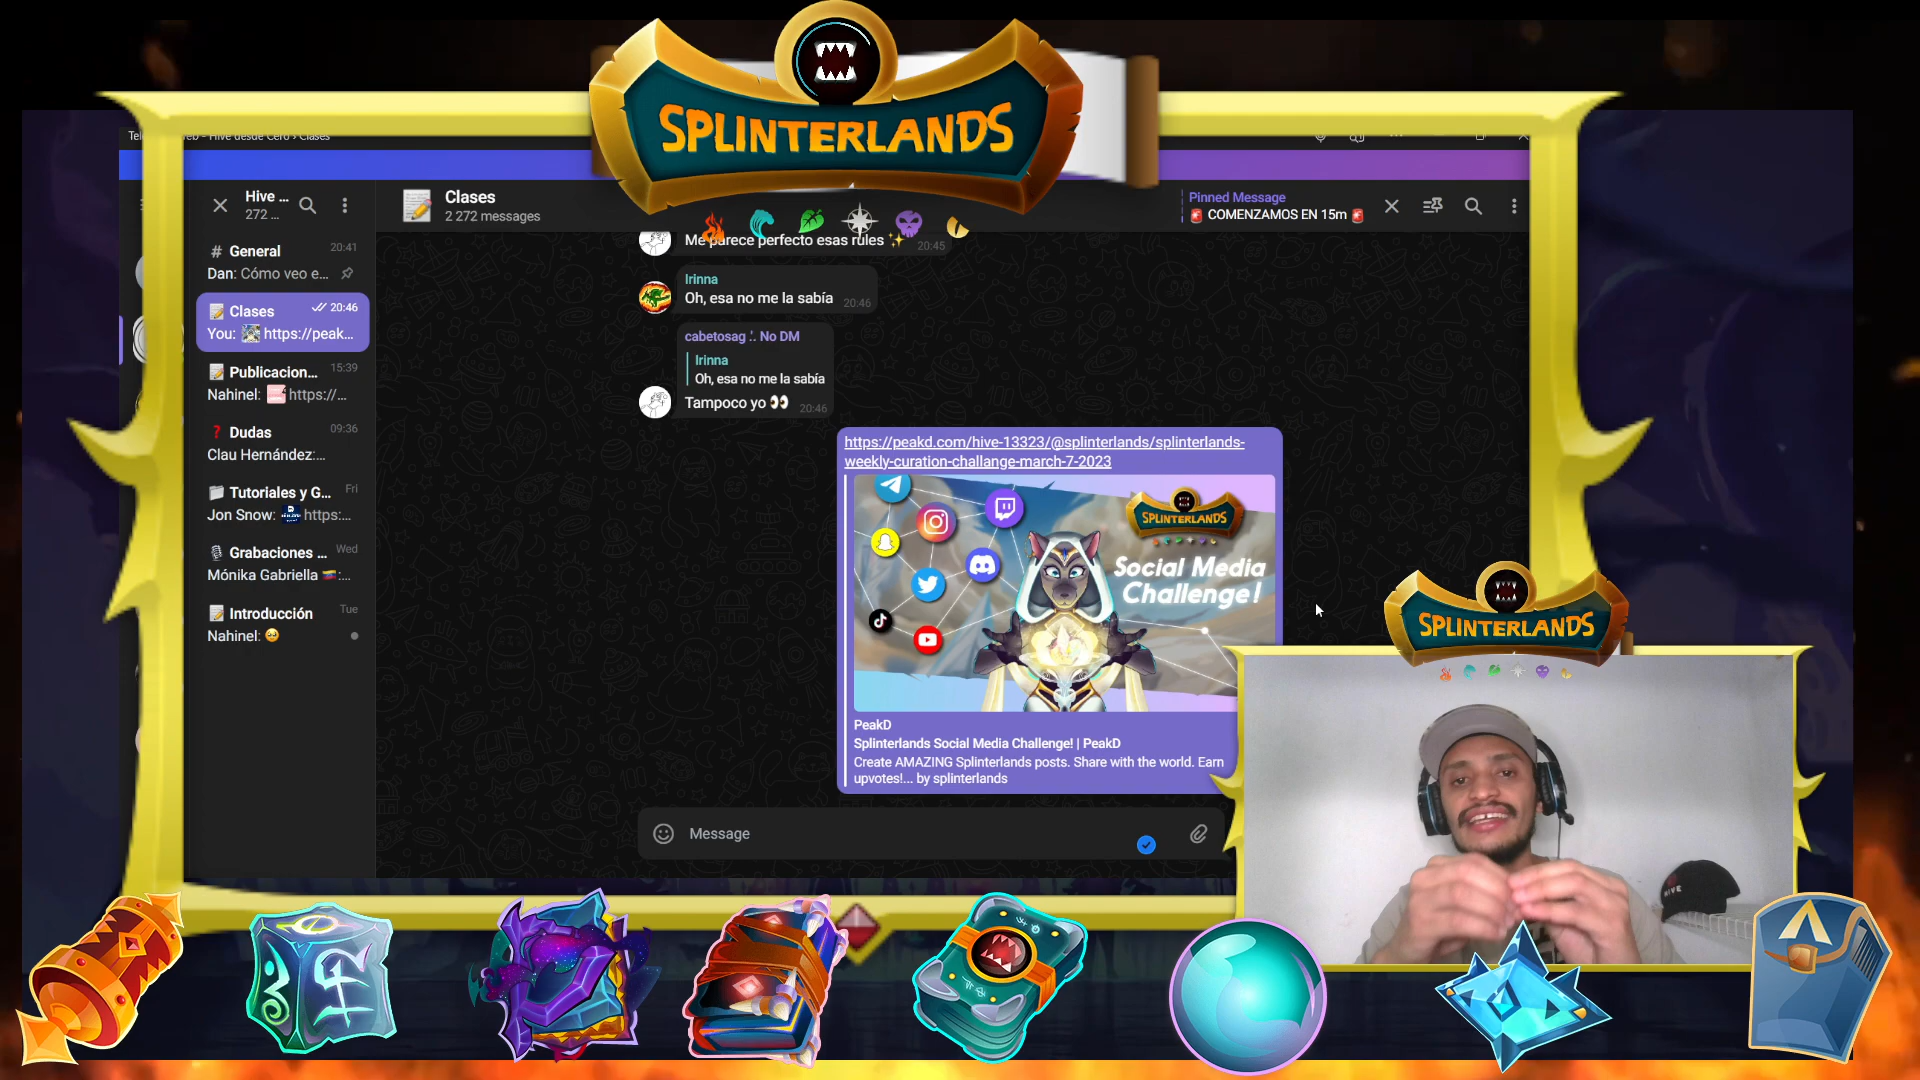 SPLINTERLANDS
Hive desde Cero › Clases
Hive ...
272 ...
Clases
2 272 messages
Pinned Message
🚨 COMENZAMOS EN 15m 🚨
# General 20:41
Dan: Cómo veo e...
Clases 20:46
You: https://peak...
Publicacion... 15:39
Nahinel: https://...
Dudas 09:36
Clau Hernández:...
Tutoriales y G... Fri
Jon Snow: https:...
Grabaciones ... Wed
Mónika Gabriella 🇻🇪:...
Introducción Tue
Nahinel: 🥺
Me parece perfecto esas rules ✨ 20:45
Irinna
Oh, esa no me la sabía 20:46
cabetosag ∴ No DM
Irinna
Oh, esa no me la sabía
Tampoco yo 👀 20:46
https://peakd.com/hive-13323/@splinterlands/splinterlands-
weekly-curation-challange-march-7-2023
SPLINTERLANDS
Social Media
Challenge!
PeakD
Splinterlands Social Media Challenge! | PeakD
Create AMAZING Splinterlands posts. Share with the world. Earn
upvotes!... by splinterlands
Message
SPLINTERLANDS
HIVE